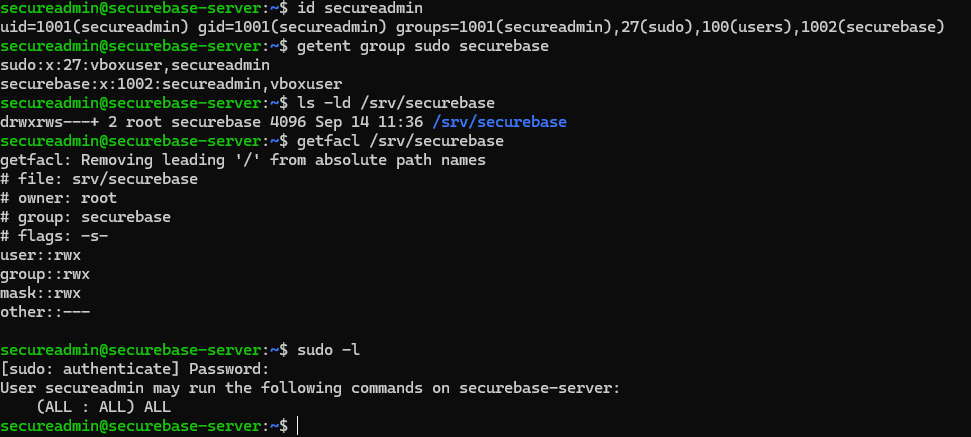 secureadmin@securebase-server:~$ id secureadmin
uid=1001(secureadmin) gid=1001(secureadmin) groups=1001(secureadmin),27(sudo),100(users),1002(securebase)
secureadmin@securebase-server:~$ getent group sudo securebase
sudo:x:27:vboxuser,secureadmin
securebase:x:1002:secureadmin,vboxuser
secureadmin@securebase-server:~$ ls -ld /srv/securebase
drwxrws---+ 2 root securebase 4096 Sep 14 11:36 /srv/securebase
secureadmin@securebase-server:~$ getfacl /srv/securebase
getfacl: Removing leading '/' from absolute path names
# file: srv/securebase
# owner: root
# group: securebase
# flags: -s-
user::rwx
group::rwx
mask::rwx
other::---
secureadmin@securebase-server:~$ sudo -l
[sudo: authenticate] Password:
User secureadmin may run the following commands on securebase-server:
    (ALL : ALL) ALL
secureadmin@securebase-server:~$